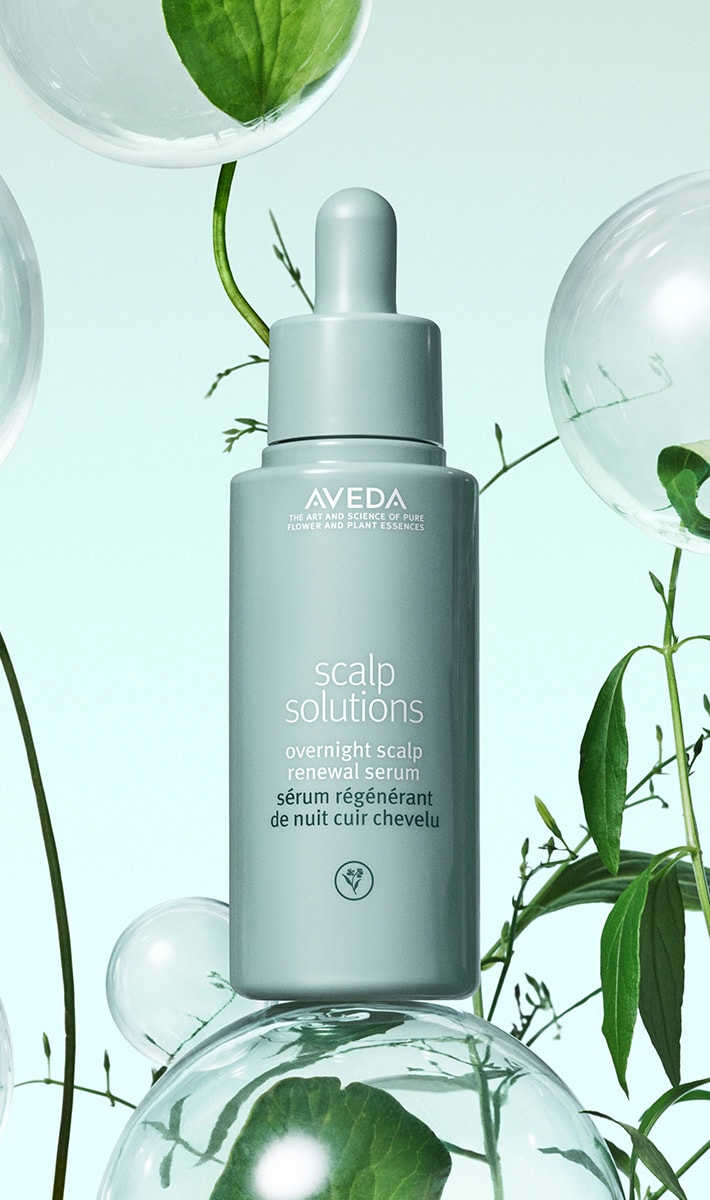 AVEDA
THE ART AND SCIENCE OF PURE
FLOWER AND PLANT ESSENCES
scalp
solutions
overnight scalp
renewal serum
sérum régénérant
de nuit cuir chevelu